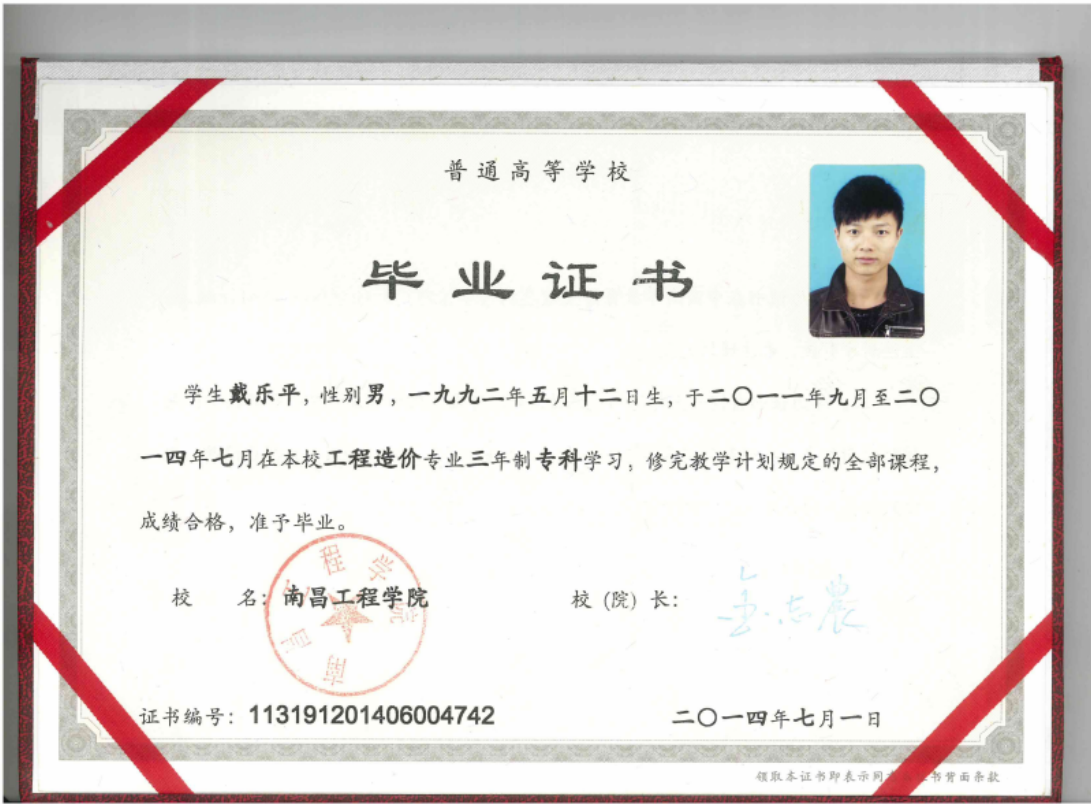 普通高等学校
毕业证书
学生戴乐平，性别男，一九九二年五月十二日生，于二〇一一年九月至二〇
一四年七月在本校工程造价专业三年制专科学习，修完教学计划规定的全部课程，
成绩合格，准予毕业。
校 名：南昌工程学院
校（院）长：
南昌工程学院
证书编号：113191201406004742
二〇一四年七月一日
领取本证书即表示同 书背面条款